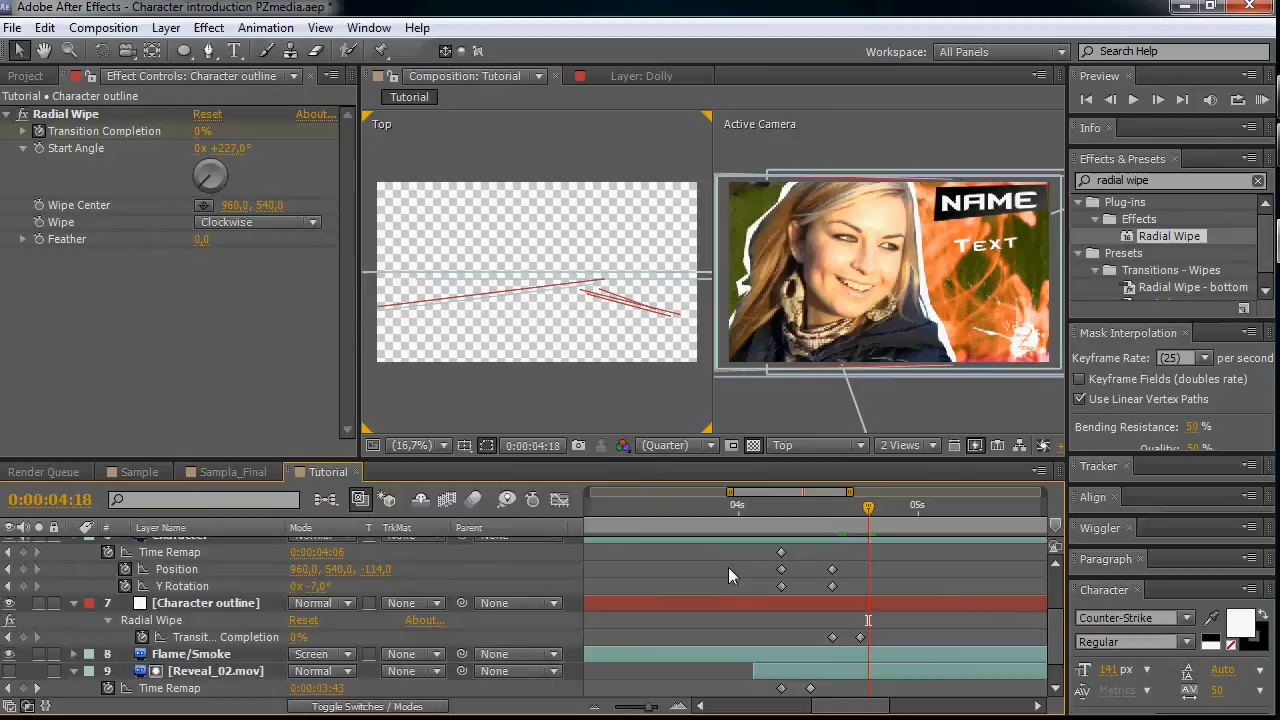 Adobe After Effects - Character introduction PZmedia.aep *
File Edit Composition Layer Effect Animation View Window Help
Workspace: All Panels Search Help
Project Effect Controls: Character outline Composition: Tutorial Layer: Dolly Preview
Tutorial • Character outline Tutorial
Radial Wipe Reset About...
Transition Completion 0%
Start Angle 0x +227,0°
Wipe Center 960,0, 540,0
Wipe Clockwise
Feather 0,0
Top
Active Camera
NAME
TEXT
(16,7%) 0:00:04:18 (Quarter) Top 2 Views
Info
Effects & Presets
radial wipe
Plug-ins
Effects
Radial Wipe
Presets
Transitions - Wipes
Radial Wipe - bottom
Mask Interpolation
Keyframe Rate: (25) per second
Keyframe Fields (doubles rate)
Use Linear Vertex Paths
Bending Resistance: 50 %
Quality: 50 %
Tracker
Align
Wiggler
Paragraph
Character
Counter-Strike
Regular
141 px Auto
Metrics 50
Render Queue Sample Sampla_Final Tutorial
0:00:04:18
04s 05s
# Layer Name Mode T TrkMat Parent
Time Remap 0:00:04:06
Position 960,0, 540,0, -114,0
Y Rotation 0x -7,0°
7 [Character outline] Normal None None
Radial Wipe Reset About...
Transit... Completion 0%
8 Flame/Smoke Screen None None
9 [Reveal_02.mov] Normal None None
Time Remap 0:00:03:43
Toggle Switches / Modes